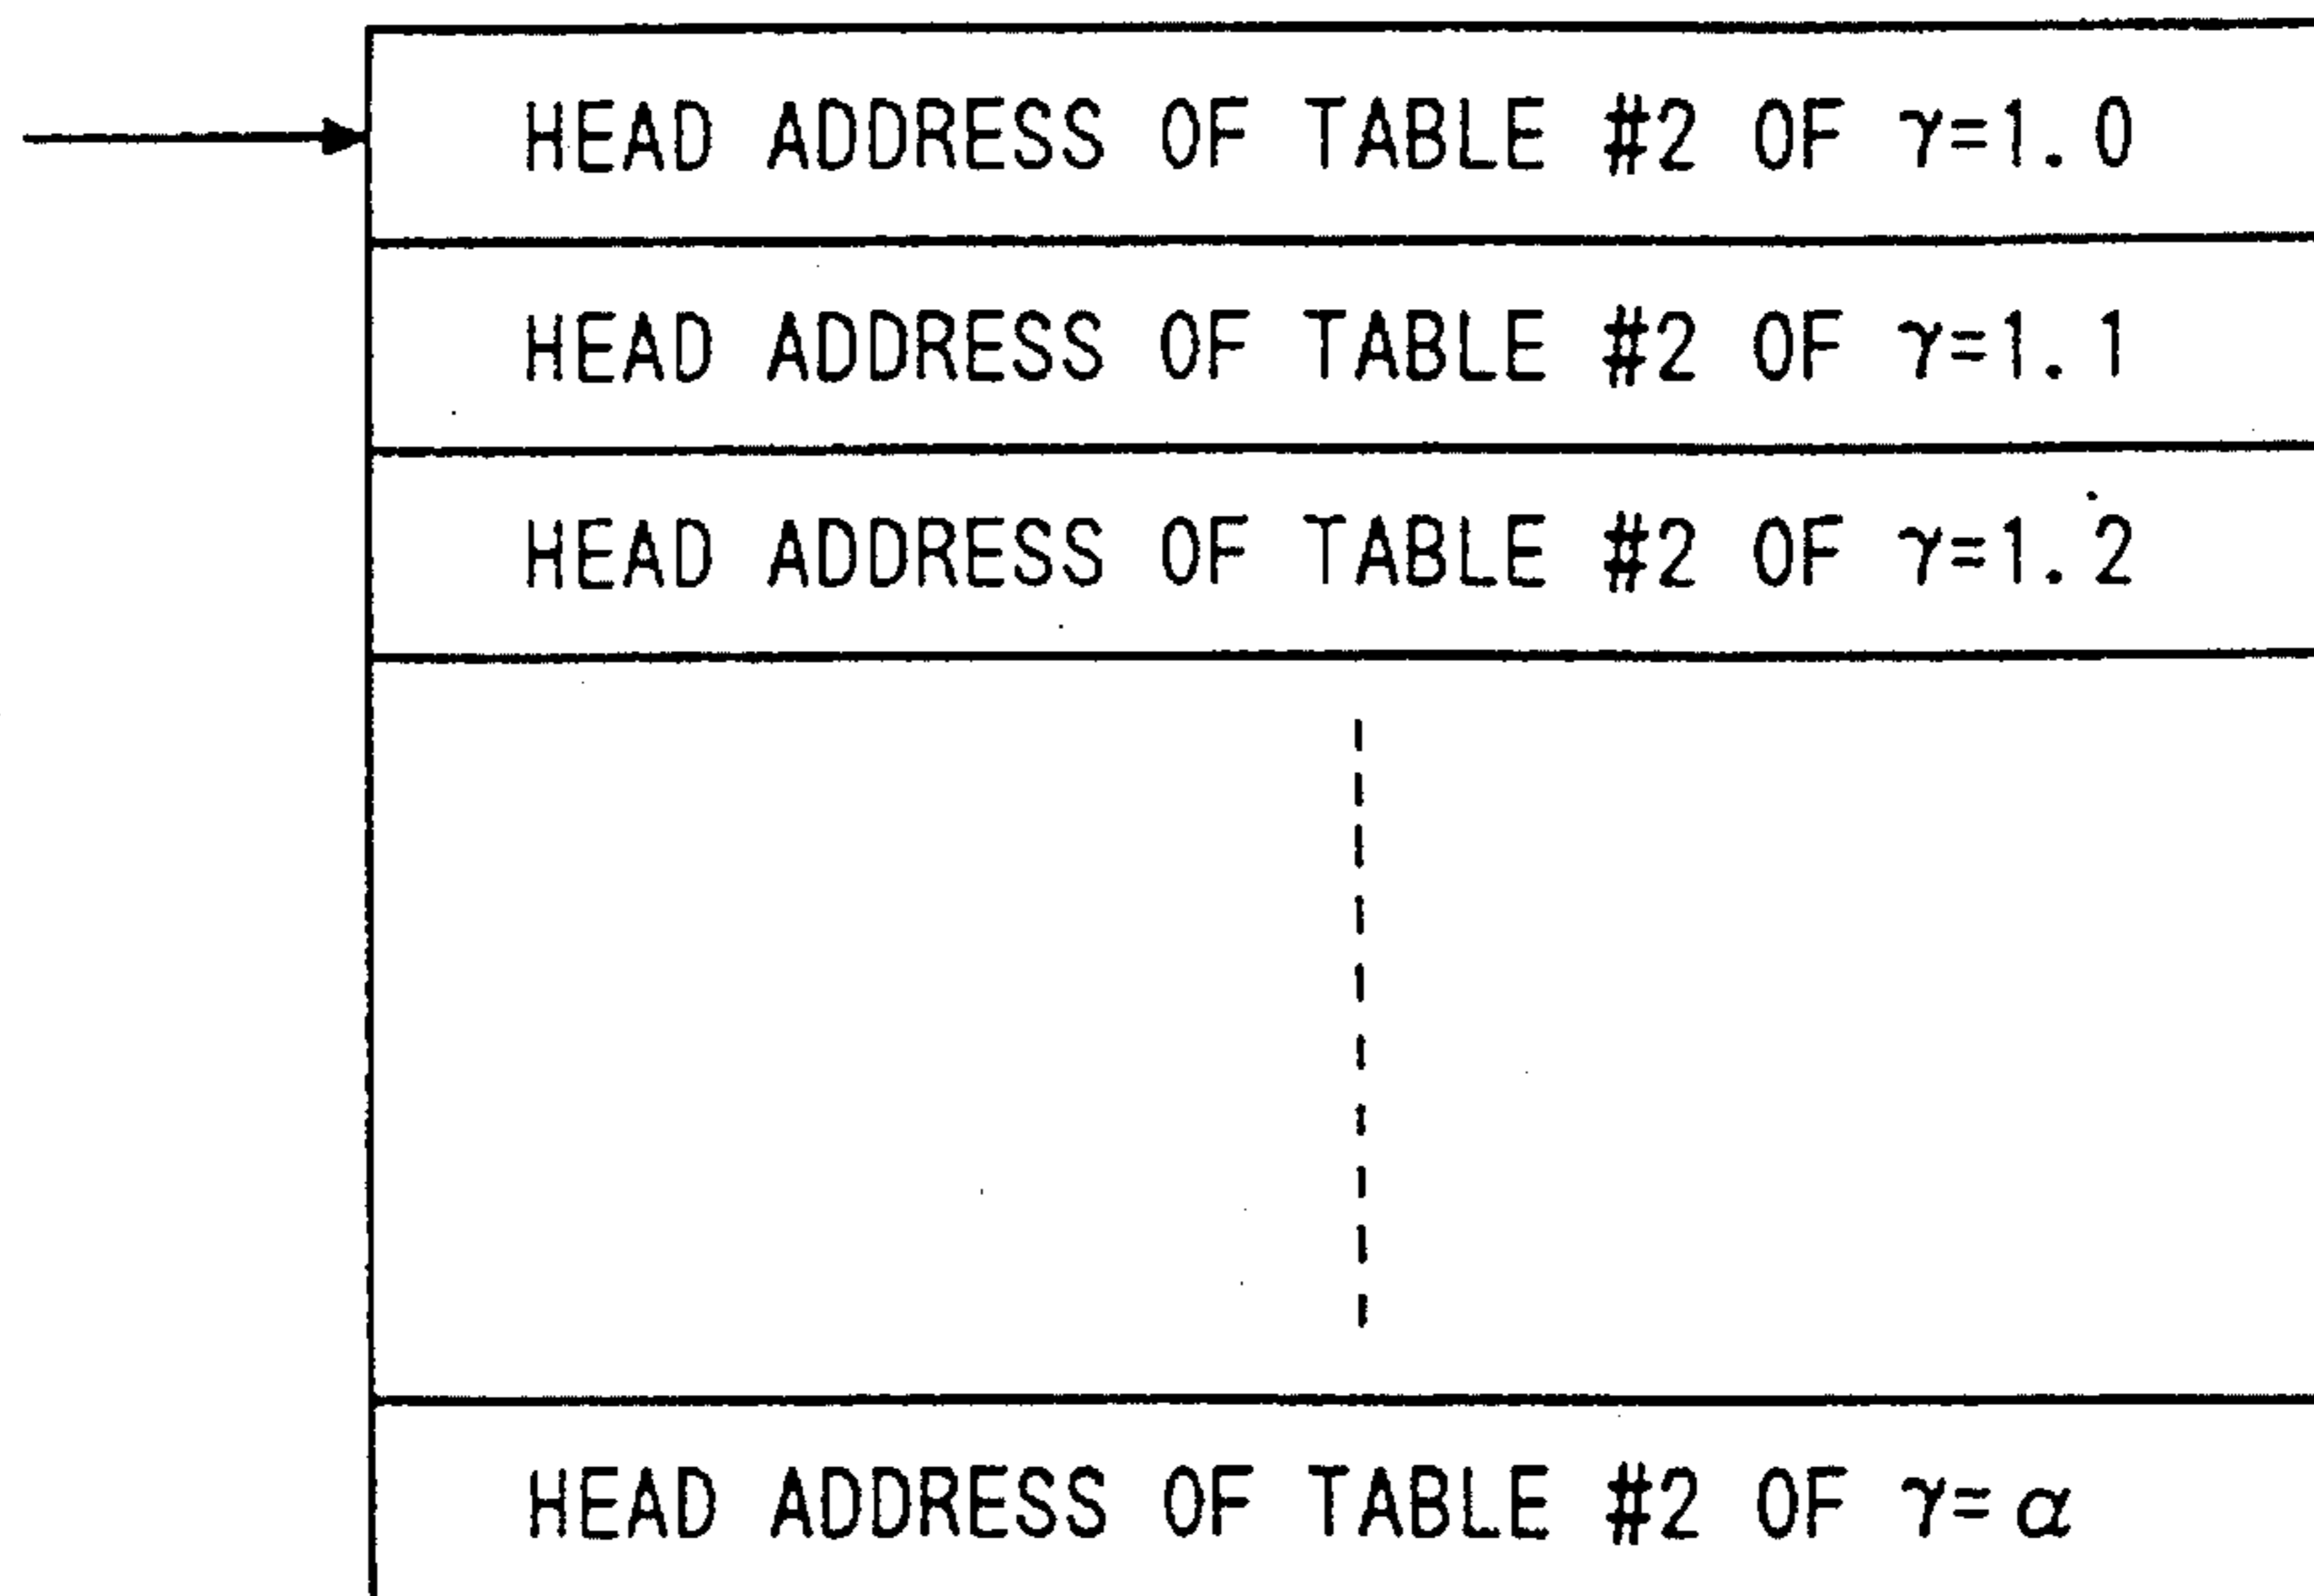 HEAD ADDRESS OF TABLE #2 OF γ=1.0
HEAD ADDRESS OF TABLE #2 OF γ=1.1
HEAD ADDRESS OF TABLE #2 OF γ=1.2
HEAD ADDRESS OF TABLE #2 OF γ=α